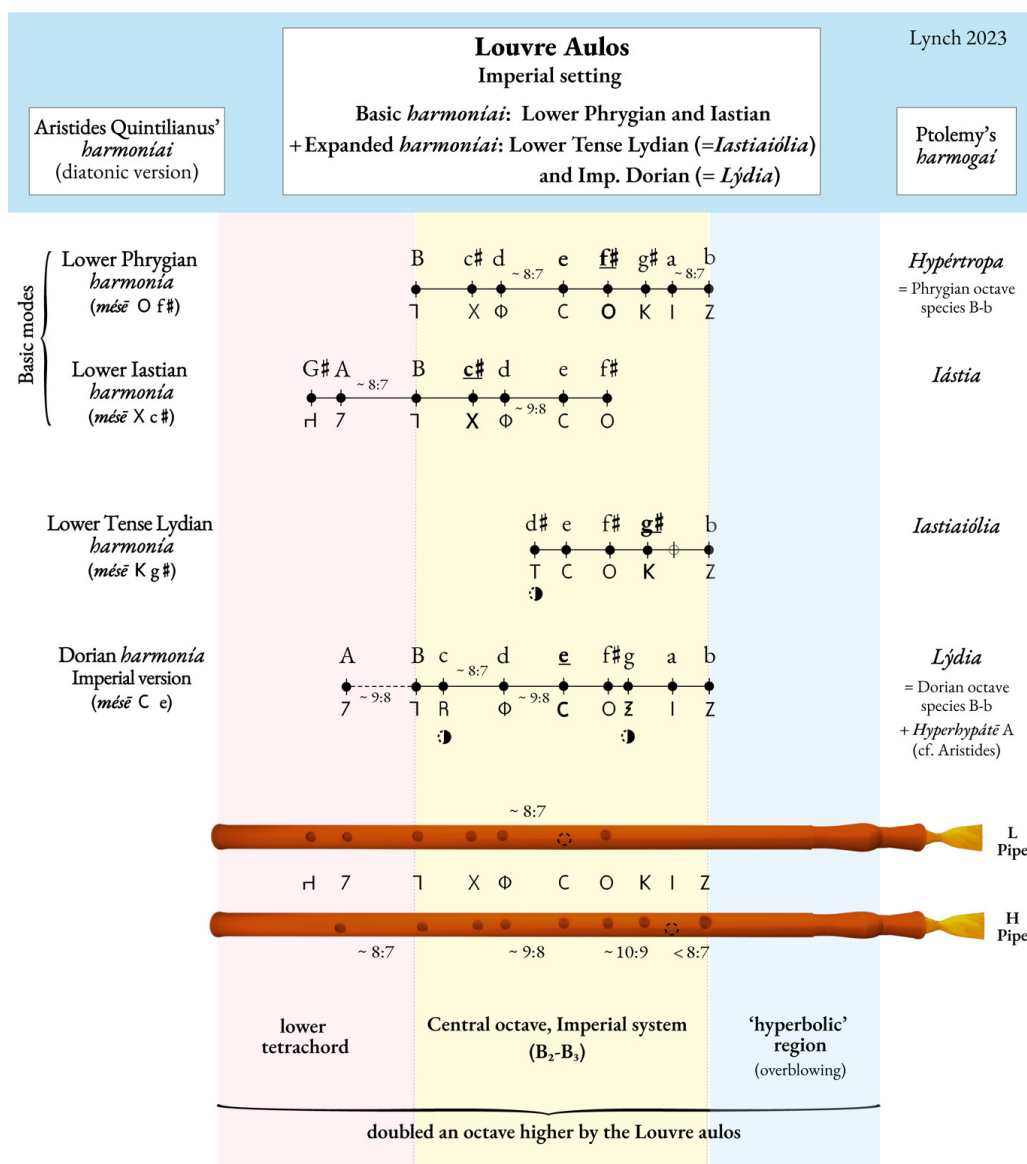 Lynch 2023
Louvre Aulos
Imperial setting
Basic harmoníai: Lower Phrygian and Iastian
+Expanded harmoníai: Lower Tense Lydian (=Iastiaiólia)
and Imp. Dorian (= Lýdia)
Aristides Quintilianus’
harmoníai
(diatonic version)
Ptolemy’s
harmogaí
Basic modes
Lower Phrygian
harmonía
(mésē O f♯)
B c♯ d e f♯ g♯ a b
~ 8:7 ~ 8:7
ꓶ X Φ C O K I Z
Hypértropa
= Phrygian octave
species B-b
Lower Iastian
harmonía
(mésē X c♯)
G♯ A B c♯ d e f♯
~ 8:7 ~ 9:8
7 ꓶ X Φ C O
Iástia
Lower Tense Lydian
harmonía
(mésē K g♯)
d♯ e f♯ g♯ b
T C O K Z
Iastiaiólia
Dorian harmonía
Imperial version
(mésē C e)
A B c d e f♯ g a b
~ 9:8 ~ 8:7 ~ 9:8
7 ꓶ R Φ C O I Z
Lýdia
= Dorian octave
species B-b
+ Hyperhypátē A
(cf. Aristides)
~ 8:7
L
Pipe
7 ꓶ X Φ C O K I Z
H
Pipe
~ 8:7 ~ 9:8 ~ 10:9 < 8:7
lower
tetrachord
Central octave, Imperial system
(B₂-B₃)
‘hyperbolic’
region
(overblowing)
doubled an octave higher by the Louvre aulos